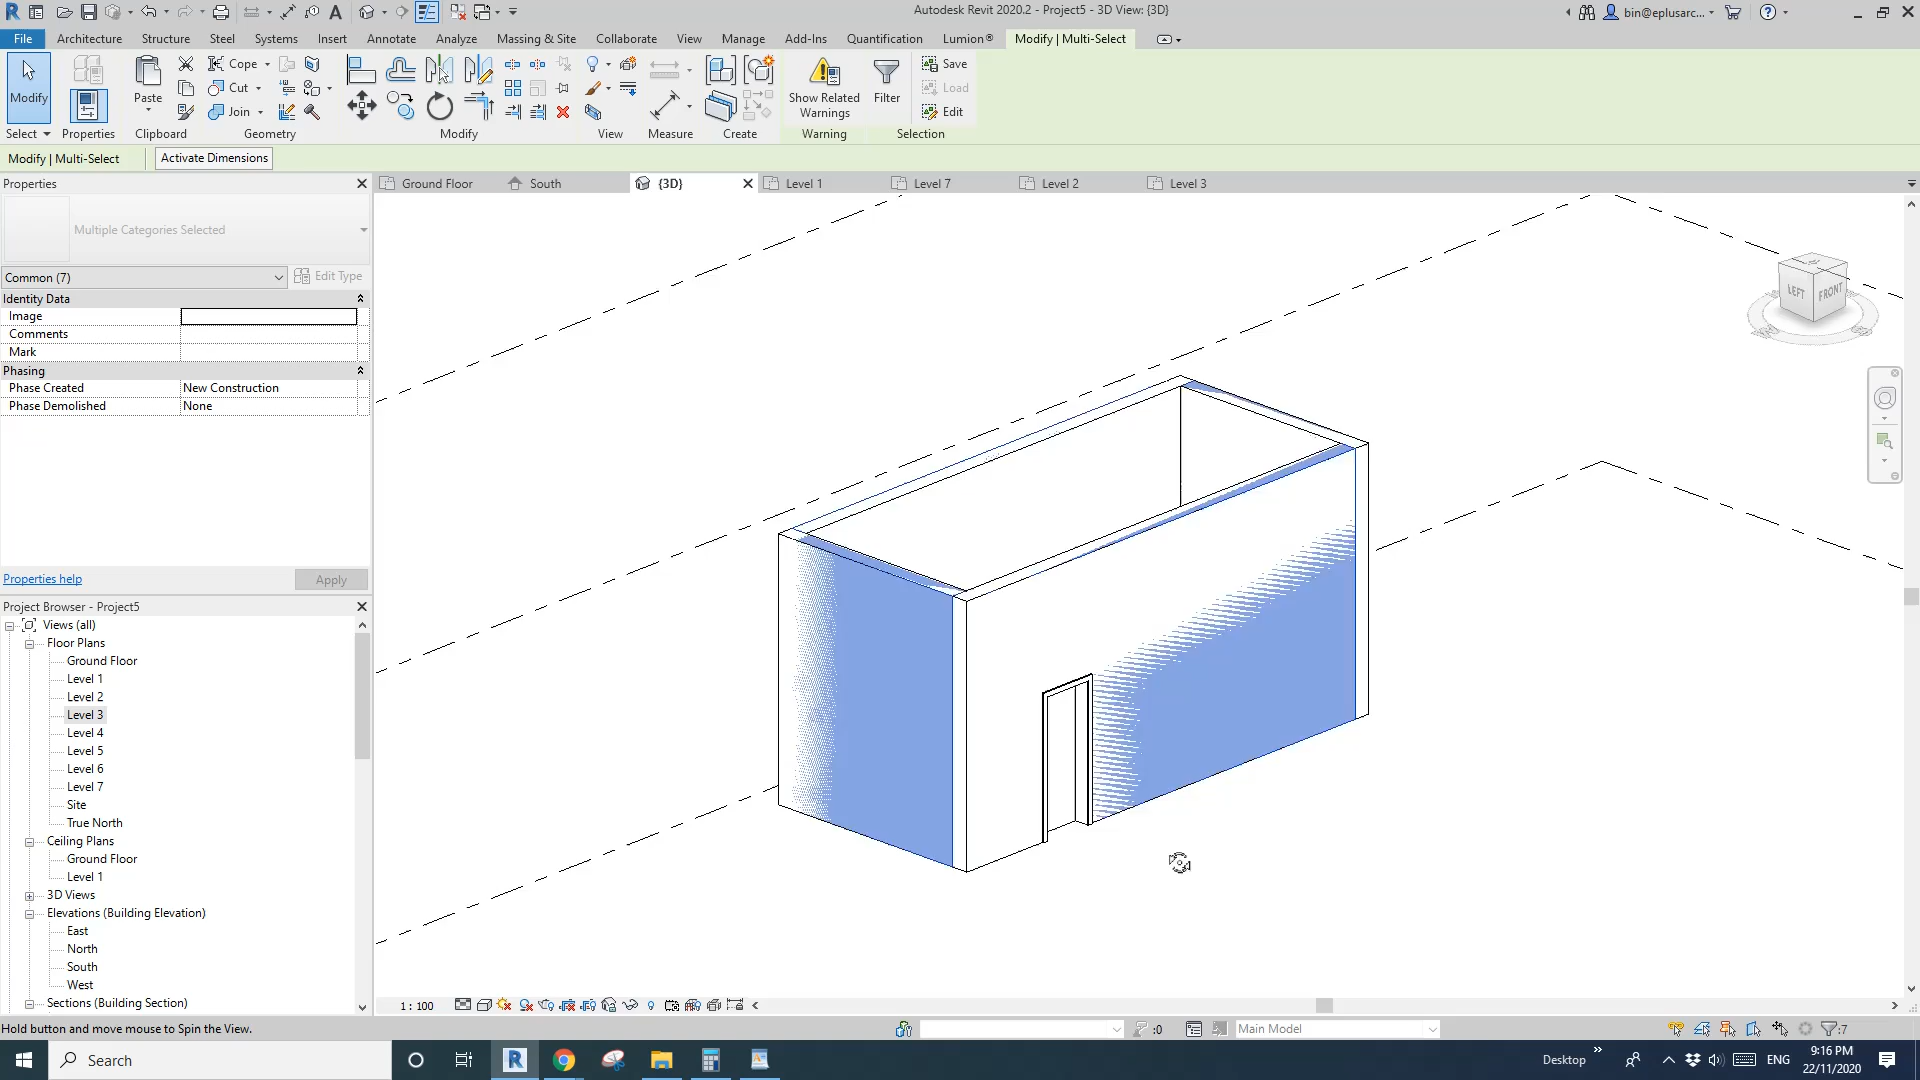 Autodesk Revit 2020.2 - Project5 - 3D View: {3D}
bin@eplusarc...
File Architecture Structure Steel Systems Insert Annotate Analyze Massing & Site Collaborate View Manage Add-Ins Quantification Lumion® Modify | Multi-Select
Modify
Paste
Cope
Cut
Join
Show Related Warnings
Filter
Save
Load
Edit
Select Properties Clipboard Geometry Modify View Measure Create Warning Selection
Modify | Multi-Select Activate Dimensions
Properties
Ground Floor South {3D} Level 1 Level 7 Level 2 Level 3
Multiple Categories Selected
Common (7) Edit Type
Identity Data
Image
Comments
Mark
Phasing
Phase Created New Construction
Phase Demolished None
Properties help Apply
LEFT FRONT
Project Browser - Project5
Views (all)
Floor Plans
Ground Floor
Level 1
Level 2
Level 3
Level 4
Level 5
Level 6
Level 7
Site
True North
Ceiling Plans
Ground Floor
Level 1
3D Views
Elevations (Building Elevation)
East
North
South
West
Sections (Building Section)
1 : 100
Hold button and move mouse to Spin the View.
:0
Main Model
:7
Search
Desktop
ENG
9:16 PM
22/11/2020